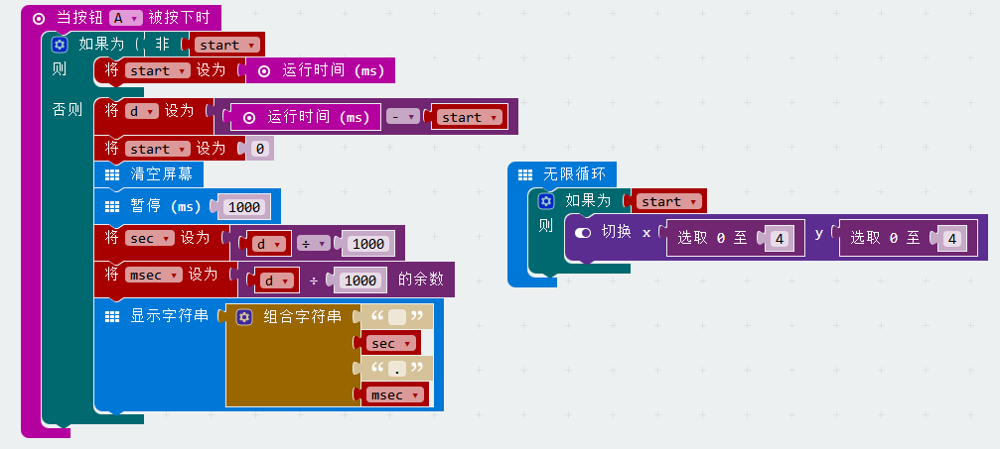 当按钮 A 被按下时
如果为 非 start
则 将 start 设为 运行时间 (ms)
否则 将 d 设为 运行时间 (ms) - start
将 start 设为 0
清空屏幕
暂停 (ms) 1000
将 sec 设为 d ÷ 1000
将 msec 设为 d ÷ 1000 的余数
显示字符串 组合字符串 “ ”
sec
“ . ”
msec
无限循环
如果为 start
则 切换 x 选取 0 至 4 y 选取 0 至 4